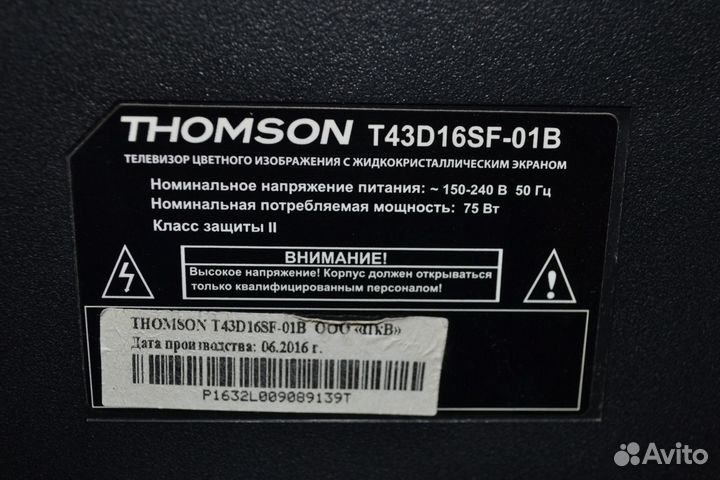 THOMSON T43D16SF-01B
ТЕЛЕВИЗОР ЦВЕТНОГО ИЗОБРАЖЕНИЯ С ЖИДКОКРИСТАЛЛИЧЕСКИМ ЭКРАНОМ
Номинальное напряжение питания: ~ 150-240 В 50 Гц
Номинальная потребляемая мощность: 75 Вт
Класс защиты II
ВНИМАНИЕ!
Высокое напряжение! Корпус должен открываться
только квалифицированным персоналом!
THOMSON T43D16SF-01B ООО «ПКВ»
Дата производства: 06.2016 г.
P1632L009089139T
Avito